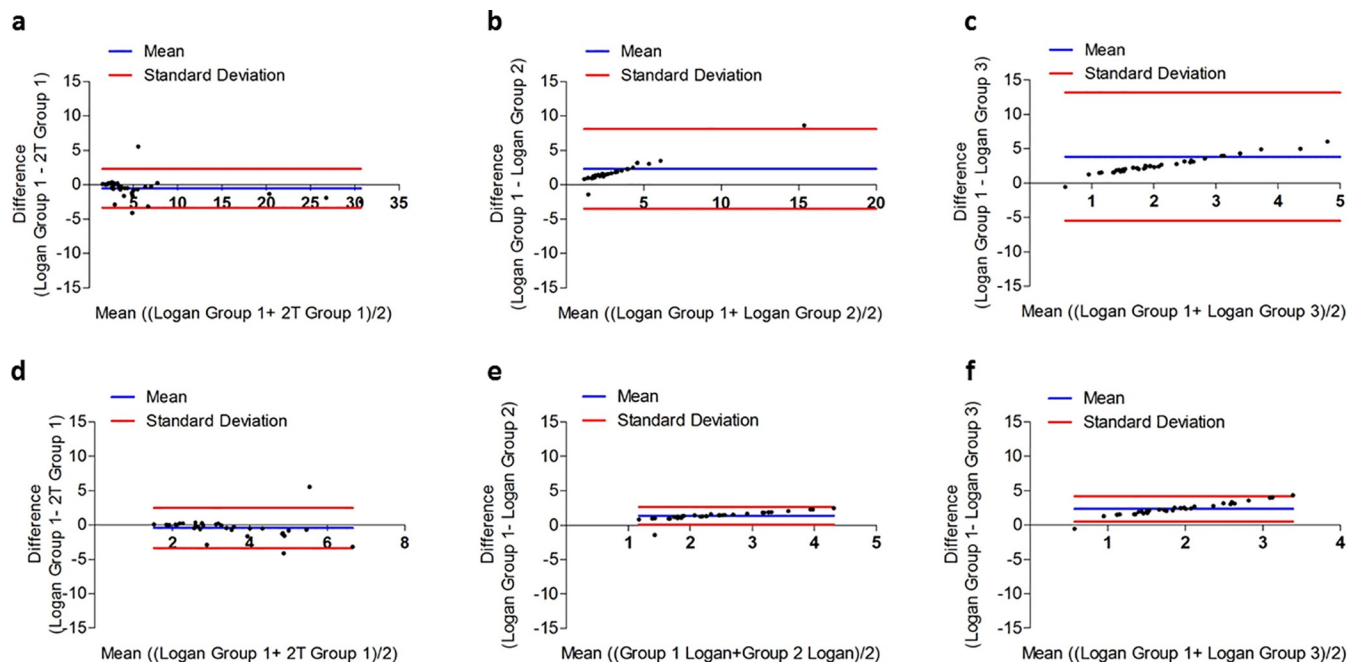 a
Mean
Standard Deviation
Difference
(Logan Group 1 - 2T Group 1)
15
10
5
0
-5
-10
-15
5
10
15
20
25
30
35
Mean ((Logan Group 1+ 2T Group 1)/2)
b
Mean
Standard Deviation
Difference
(Logan Group 1 - Logan Group 2)
15
10
5
0
-5
-10
-15
5
10
15
20
Mean ((Logan Group 1+ Logan Group 2)/2)
c
Mean
Standard Deviation
Difference
(Logan Group 1 - Logan Group 3)
15
10
5
0
-5
-10
-15
1
2
3
4
5
Mean ((Logan Group 1+ Logan Group 3)/2)
d
Mean
Standard Deviation
Difference
(Logan Group 1- 2T Group 1)
15
10
5
0
-5
-10
-15
2
4
6
8
Mean ((Logan Group 1+ 2T Group 1)/2)
e
Mean
Standard Deviation
Difference
(Logan Group 1- Logan Group 2)
15
10
5
0
-5
-10
-15
1
2
3
4
5
Mean ((Group 1 Logan+Group 2 Logan)/2)
f
Mean
Standard Deviation
Difference
(Logan Group 1- Logan Group 3)
15
10
5
0
-5
-10
-15
1
2
3
4
Mean ((Logan Group 1+ Logan Group 3)/2)